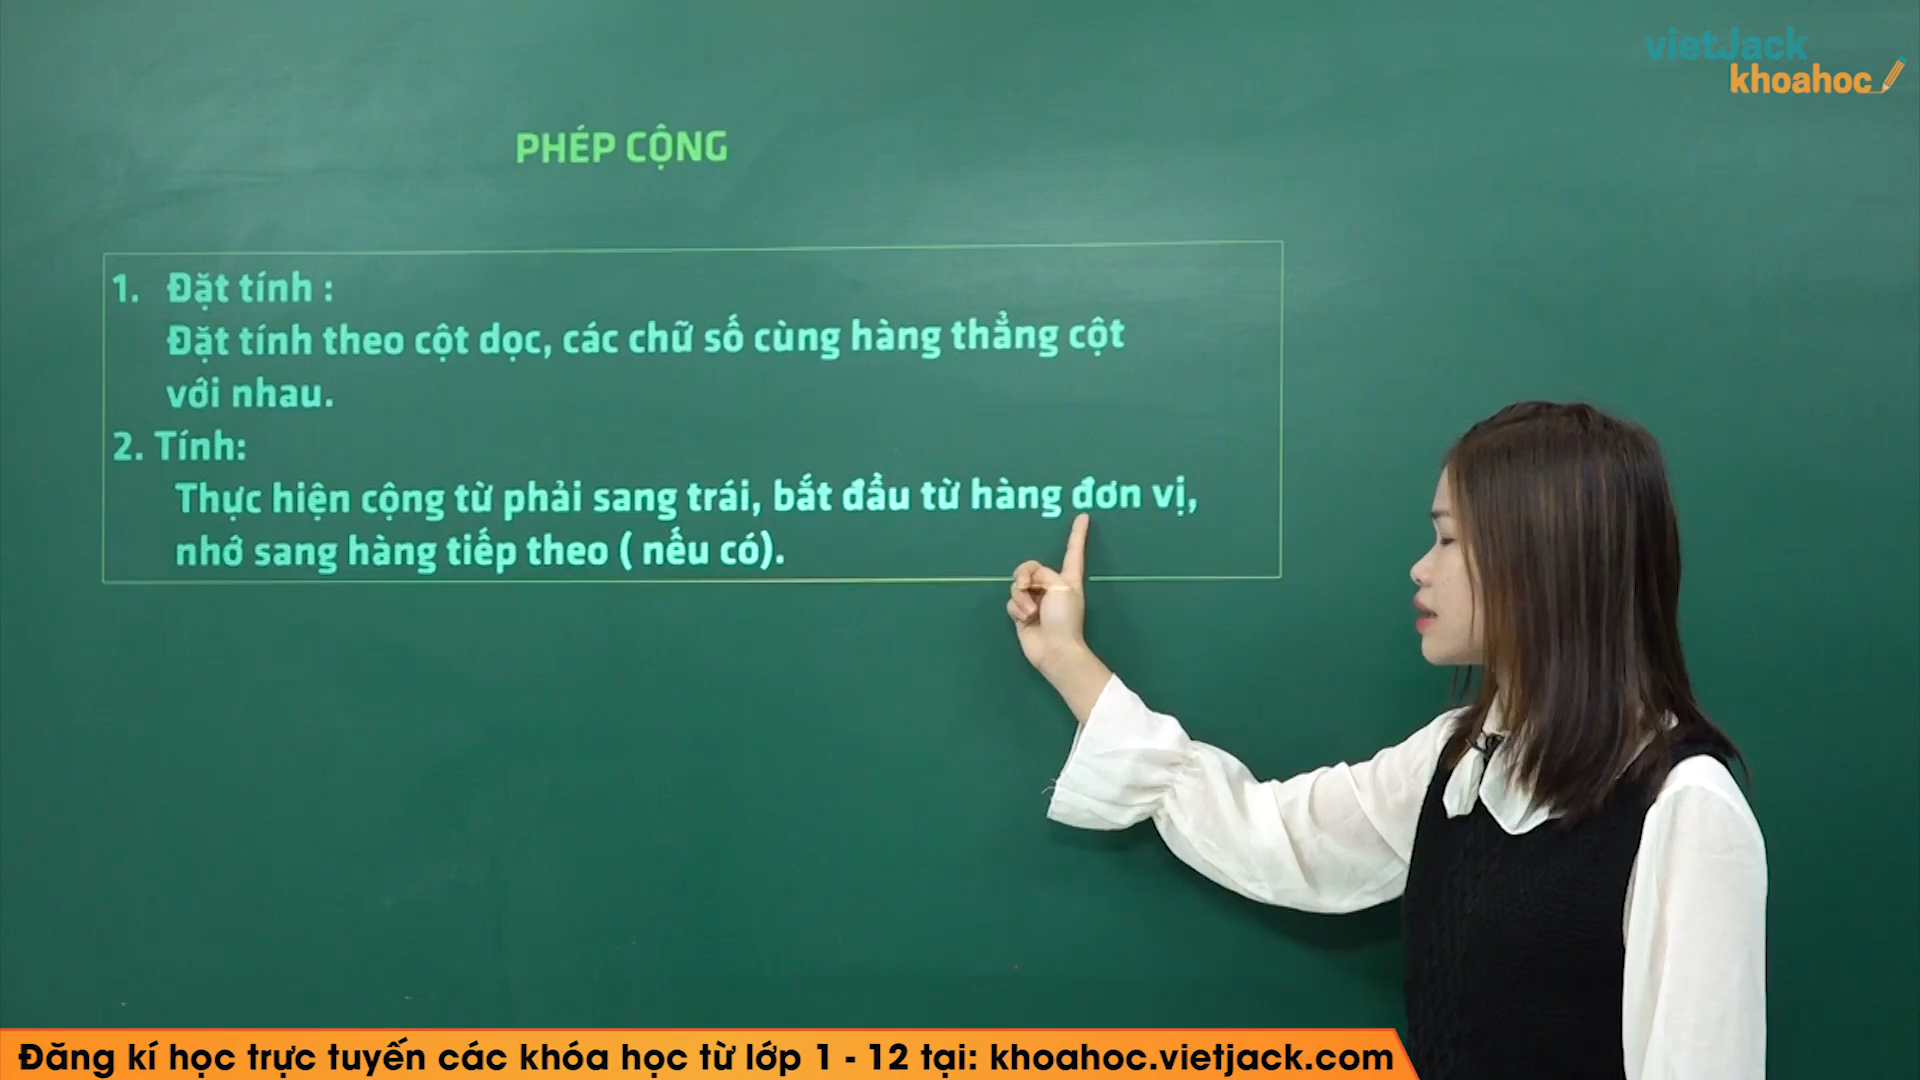 vietJack
khoahoc
PHÉP CỘNG
1. Đặt tính :
Đặt tính theo cột dọc, các chữ số cùng hàng thẳng cột
với nhau.
2. Tính:
Thực hiện cộng từ phải sang trái, bắt đầu từ hàng đơn vị,
nhớ sang hàng tiếp theo ( nếu có).
Đăng kí học trực tuyến các khóa học từ lớp 1 - 12 tại: khoahoc.vietjack.com